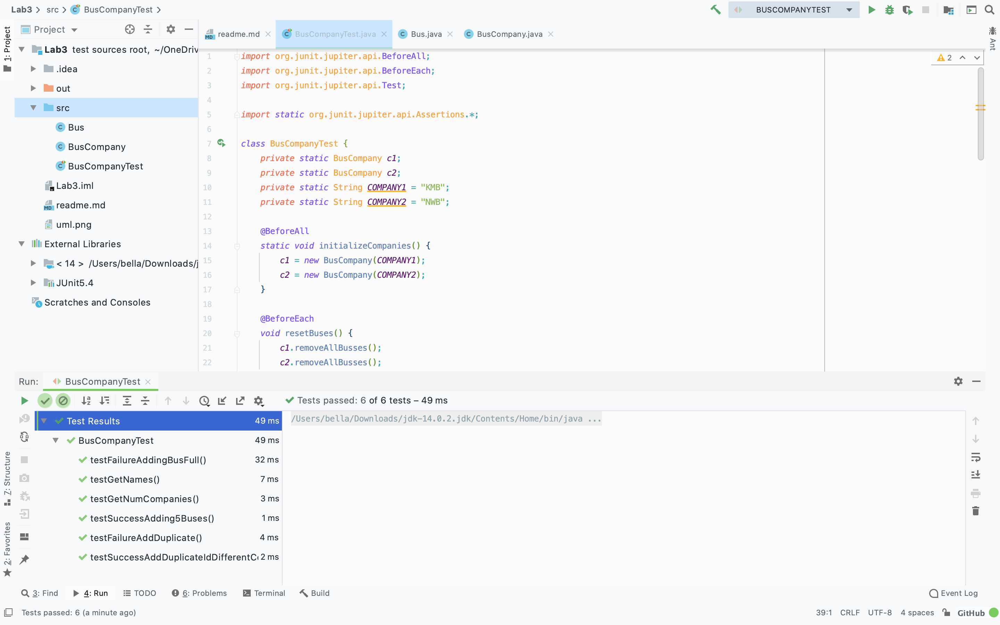 Lab3 src BusCompanyTest
BUSCOMPANYTEST
1: Project
Project
readme.md
BusCompanyTest.java
Bus.java
BusCompany.java
Ant
Lab3 test sources root, ~/OneDriv
.idea
out
src
Bus
BusCompany
BusCompanyTest
Lab3.iml
MD readme.md
uml.png
External Libraries
< 14 > /Users/bella/Downloads/j
JUnit5.4
Scratches and Consoles
2
1 import org.junit.jupiter.api.BeforeAll;
2 import org.junit.jupiter.api.BeforeEach;
3 import org.junit.jupiter.api.Test;
4
5 import static org.junit.jupiter.api.Assertions.*;
6
7 class BusCompanyTest {
8 private static BusCompany c1;
9 private static BusCompany c2;
10 private static String COMPANY1 = "KMB";
11 private static String COMPANY2 = "NWB";
12
13 @BeforeAll
14 static void initializeCompanies() {
15 c1 = new BusCompany(COMPANY1);
16 c2 = new BusCompany(COMPANY2);
17 }
18
19 @BeforeEach
20 void resetBuses() {
21 c1.removeAllBusses();
22 c2.removeAllBusses();
Run: BusCompanyTest
Tests passed: 6 of 6 tests – 49 ms
Test Results 49 ms
BusCompanyTest 49 ms
testFailureAddingBusFull() 32 ms
testGetNames() 7 ms
testGetNumCompanies() 3 ms
testSuccessAdding5Buses() 1 ms
testFailureAddDuplicate() 4 ms
testSuccessAddDuplicateIdDifferentC 2 ms
/Users/bella/Downloads/jdk-14.0.2.jdk/Contents/Home/bin/java ...
7: Structure
2: Favorites
3: Find 4: Run TODO 6: Problems Terminal Build Event Log
Tests passed: 6 (a minute ago) 39:1 CRLF UTF-8 4 spaces GitHub